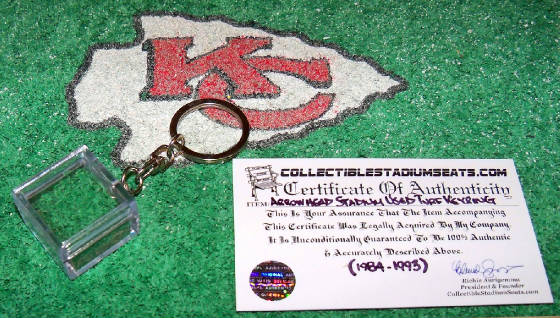 KC
COLLECTIBLESTADIUMSEATS.COM
Certificate Of Authenticity
ITEM: ARROWHEAD STADIUM USED TURF KEYRING
This Is Your Assurance That The Item Accompanying
This Certificate Was Legally Acquired By My Company
It Is Unconditionally Guaranteed To Be 100% Authentic
& Accurately Described Above.
(1984-1993)
Richie Aurigemma
President & Founder
CollectibleStadiumSeats.com